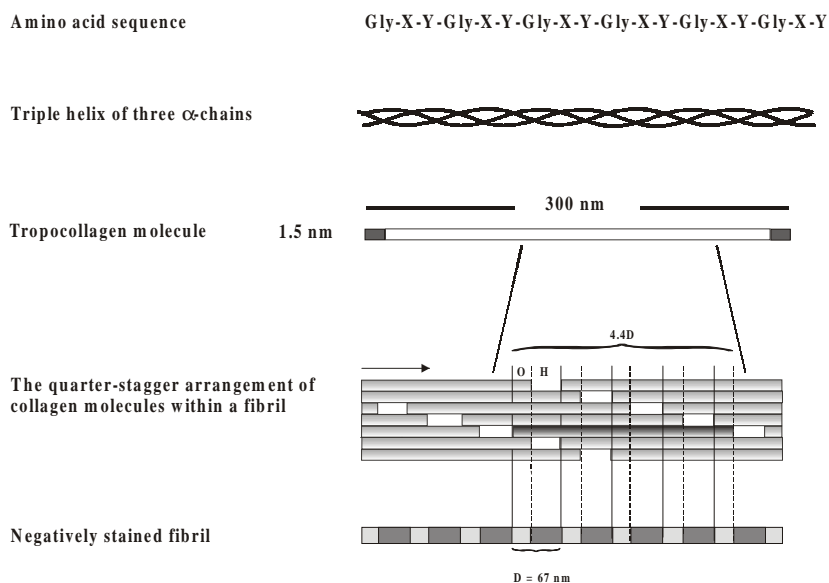 Amino acid sequence
Gly-X-Y-Gly-X-Y-Gly-X-Y-Gly-X-Y-Gly-X-Y-Gly-X-Y
Triple helix of three α-chains
300 nm
Tropocollagen molecule
1.5 nm
4.4D
O H
The quarter-stagger arrangement of
collagen molecules within a fibril
Negatively stained fibril
D = 67 nm